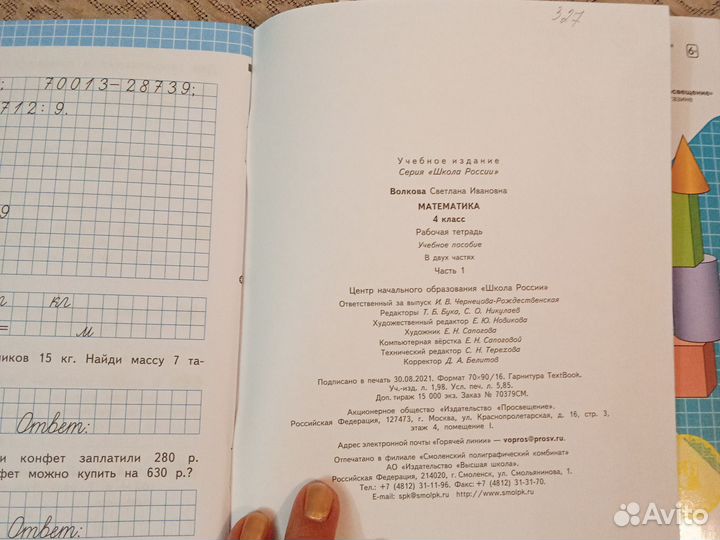 70013-28739;
712:9.
9
кг
=
м
ников 15 кг. Найди массу 7 та-
Ответ:
и конфет заплатили 280 р.
фет можно купить на 630 р.?
Ответ:
327
Учебное издание
Серия «Школа России»
Волкова Светлана Ивановна
МАТЕМАТИКА
4 класс
Рабочая тетрадь
Учебное пособие
В двух частях
Часть 1
Центр начального образования «Школа России»
Ответственный за выпуск И. В. Чернецова-Рождественская
Редакторы Т. Б. Бука, С. О. Никулаев
Художественный редактор Е. Ю. Новикова
Художник Е. Н. Сапогова
Компьютерная вёрстка Е. Н. Сапоговой
Технический редактор С. Н. Терехова
Корректор Д. А. Белитов
Подписано в печать 30.08.2021. Формат 70×90/16. Гарнитура TextBook.
Уч.-изд. л. 1,98. Усл. печ. л. 5,85.
Доп. тираж 15 000 экз. Заказ № 70379СМ.
Акционерное общество «Издательство «Просвещение».
Российская Федерация, 127473, г. Москва, ул. Краснопролетарская, д. 16, стр. 3,
этаж 4, помещение I.
Адрес электронной почты «Горячей линии» — vopros@prosv.ru.
Отпечатано в филиале «Смоленский полиграфический комбинат»
АО «Издательство «Высшая школа».
Российская Федерация, 214020, г. Смоленск, ул. Смольянинова, 1.
Тел.: +7 (4812) 31-11-96. Факс: +7 (4812) 31-31-70.
E-mail: spk@smolpk.ru http://www.smolpk.ru
6+
свещение»
газине
Avito